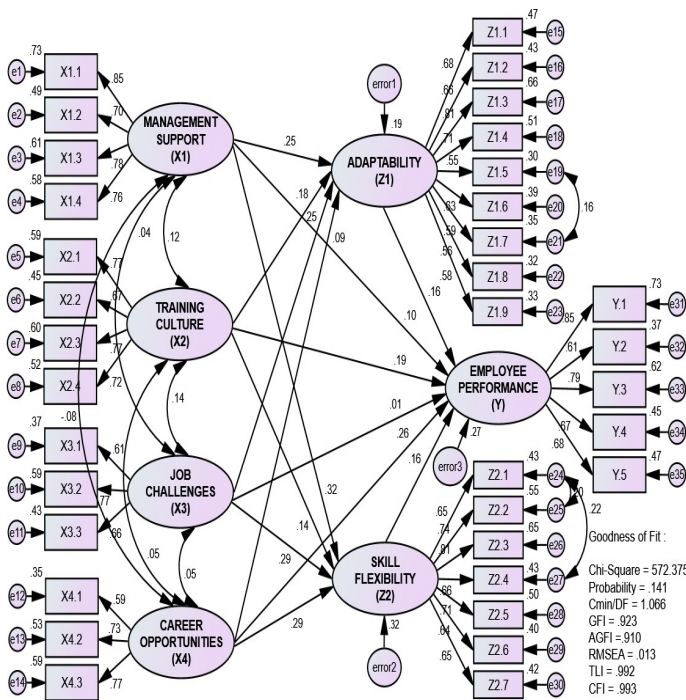 .73
e1
X1.1
.85
.49
e2
X1.2
.70
.61
e3
X1.3
.78
.58
e4
X1.4
.76
MANAGEMENT
SUPPORT
(X1)
.04
.12
.59
e5
X2.1
.77
.45
e6
X2.2
.67
.60
e7
X2.3
.77
.52
e8
X2.4
.72
TRAINING
CULTURE
(X2)
-.08
.14
.37
e9
X3.1
.61
.59
e10
X3.2
.77
.43
e11
X3.3
.66
JOB
CHALLENGES
(X3)
.05
.05
.35
e12
X4.1
.59
.53
e13
X4.2
.73
.59
e14
X4.3
.77
CAREER
OPPORTUNITIES
(X4)
.25
.18
.25
.09
.10
.19
.01
.26
.32
.14
.29
.29
.16
.16
error1
.19
ADAPTABILITY
(Z1)
.47
Z1.1
e15
.68
.43
Z1.2
e16
.66
.66
Z1.3
e17
.81
.51
Z1.4
e18
.71
.30
Z1.5
e19
.55
.39
Z1.6
e20
.63
.35
Z1.7
e21
.59
.16
.32
Z1.8
e22
.56
.33
Z1.9
e23
.58
EMPLOYEE
PERFORMANCE
(Y)
.27
error3
.73
Y.1
e31
.85
.37
Y.2
e32
.61
.62
Y.3
e33
.79
.45
Y.4
e34
.67
.47
Y.5
e35
.68
SKILL
FLEXIBILITY
(Z2)
.32
error2
.43
Z2.1
e24
.65
.55
Z2.2
e25
.74
.65
Z2.3
e26
.81
.43
Z2.4
e27
.66
.22
.50
Z2.5
e28
.71
.40
Z2.6
e29
.64
.42
Z2.7
e30
.65
Goodness of Fit :
Chi-Square = 572.375
Probability = .141
Cmin/DF = 1.066
GFI = .923
AGFI =.910
RMSEA = .013
TLI = .992
CFI = .993